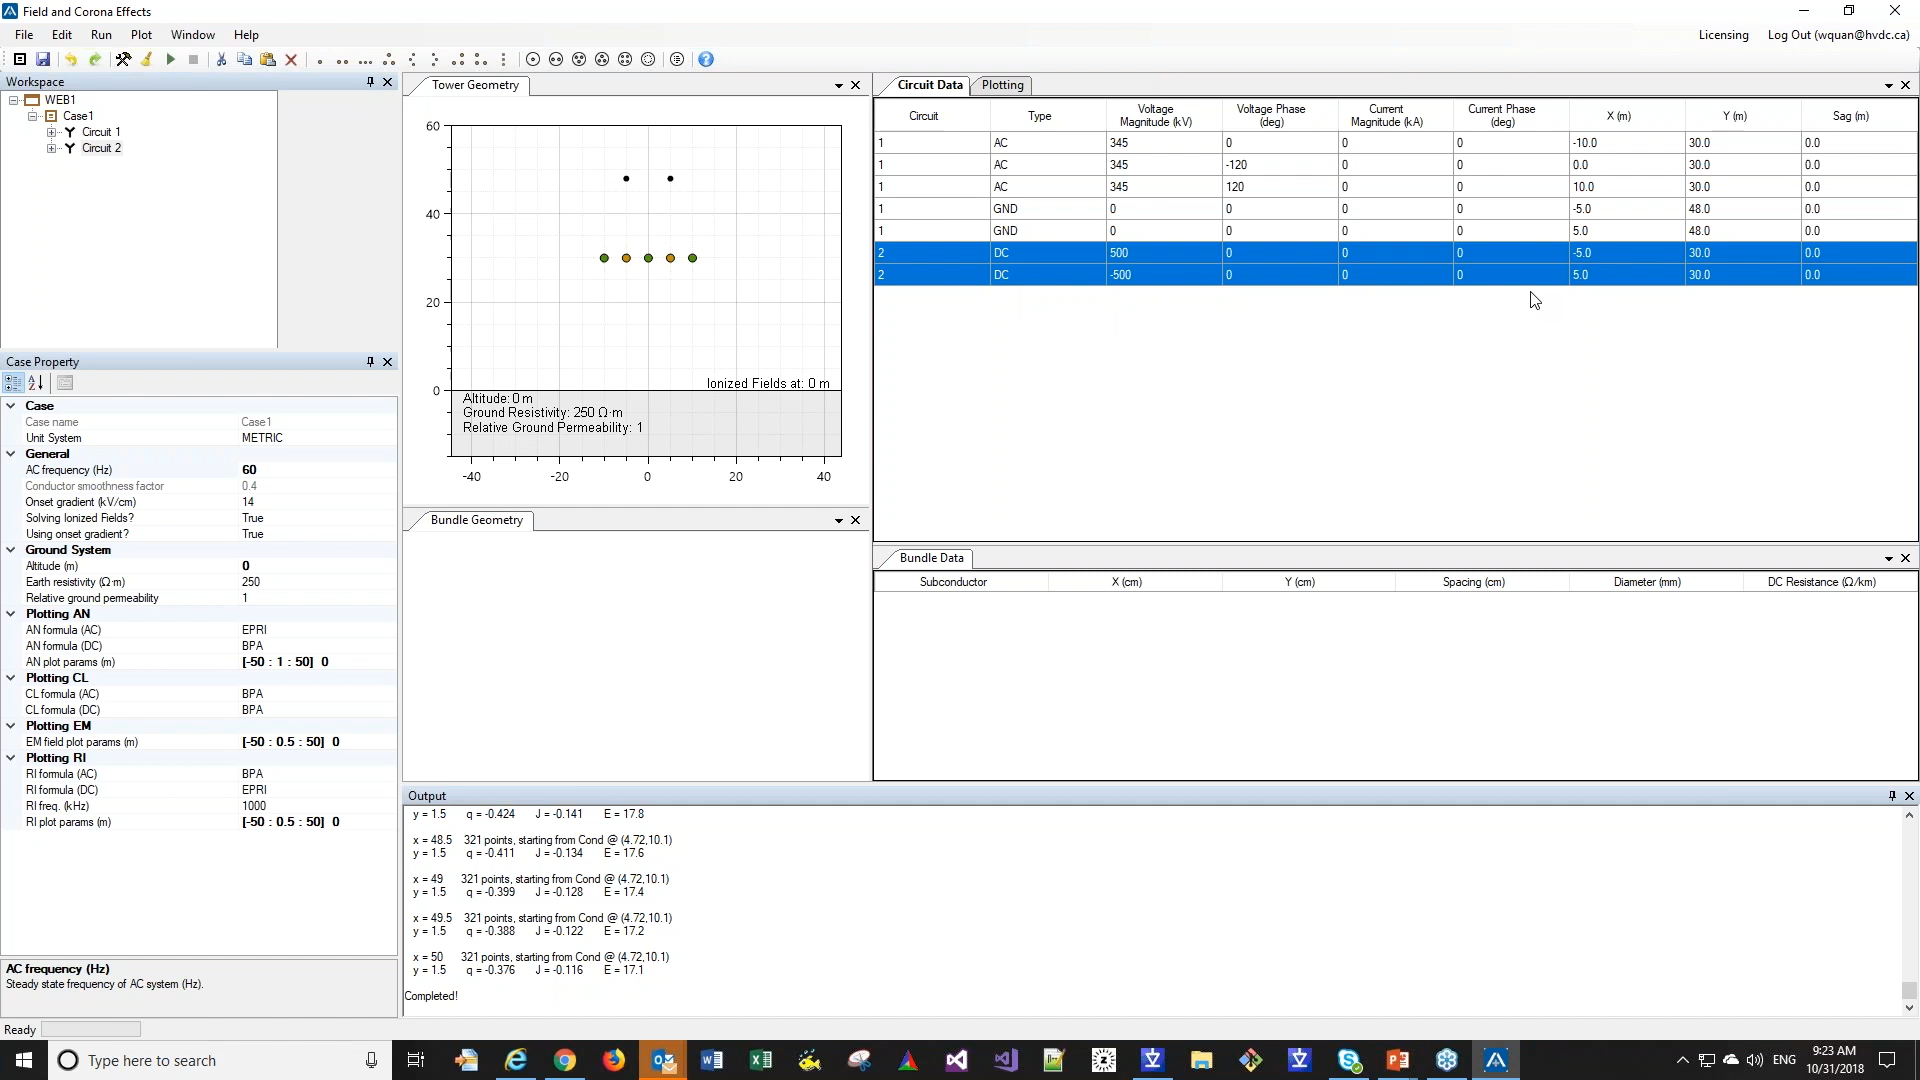 Field and Corona Effects
File Edit Run Plot Window Help
Licensing Log Out (wquan@hvdc.ca)
Workspace
WEB1
Case1
Circuit 1
Circuit 2
Case Property
Case
Case name Case1
Unit System METRIC
General
AC frequency (Hz) 60
Conductor smoothness factor 0.4
Onset gradient (kV/cm) 14
Solving Ionized Fields? True
Using onset gradient? True
Ground System
Altitude (m) 0
Earth resistivity (Ω·m) 250
Relative ground permeability 1
Plotting AN
AN formula (AC) EPRI
AN formula (DC) BPA
AN plot params (m) [-50 : 1 : 50] 0
Plotting CL
CL formula (AC) BPA
CL formula (DC) BPA
Plotting EM
EM field plot params (m) [-50 : 0.5 : 50] 0
Plotting RI
RI formula (AC) BPA
RI formula (DC) EPRI
RI freq. (kHz) 1000
RI plot params (m) [-50 : 0.5 : 50] 0
AC frequency (Hz)
Steady state frequency of AC system (Hz).
Tower Geometry
60
40
20
0
Ionized Fields at: 0 m
Altitude: 0 m
Ground Resistivity: 250 Ω·m
Relative Ground Permeability: 1
-40 -20 0 20 40
Bundle Geometry
Circuit Data Plotting
Circuit Type Voltage Magnitude (kV) Voltage Phase (deg) Current Magnitude (kA) Current Phase (deg) X (m) Y (m) Sag (m)
1 AC 345 0 0 0 -10.0 30.0 0.0
1 AC 345 -120 0 0 0.0 30.0 0.0
1 AC 345 120 0 0 10.0 30.0 0.0
1 GND 0 0 0 0 -5.0 48.0 0.0
1 GND 0 0 0 0 5.0 48.0 0.0
2 DC 500 0 0 0 -5.0 30.0 0.0
2 DC -500 0 0 0 5.0 30.0 0.0
Bundle Data
Subconductor X (cm) Y (cm) Spacing (cm) Diameter (mm) DC Resistance (Ω/km)
Output
y = 1.5 q = -0.424 J = -0.141 E = 17.8
x = 48.5 321 points, starting from Cond @ (4.72,10.1)
y = 1.5 q = -0.411 J = -0.134 E = 17.6
x = 49 321 points, starting from Cond @ (4.72,10.1)
y = 1.5 q = -0.399 J = -0.128 E = 17.4
x = 49.5 321 points, starting from Cond @ (4.72,10.1)
y = 1.5 q = -0.388 J = -0.122 E = 17.2
x = 50 321 points, starting from Cond @ (4.72,10.1)
y = 1.5 q = -0.376 J = -0.116 E = 17.1
Completed!
Ready
Type here to search
ENG
9:23 AM
10/31/2018